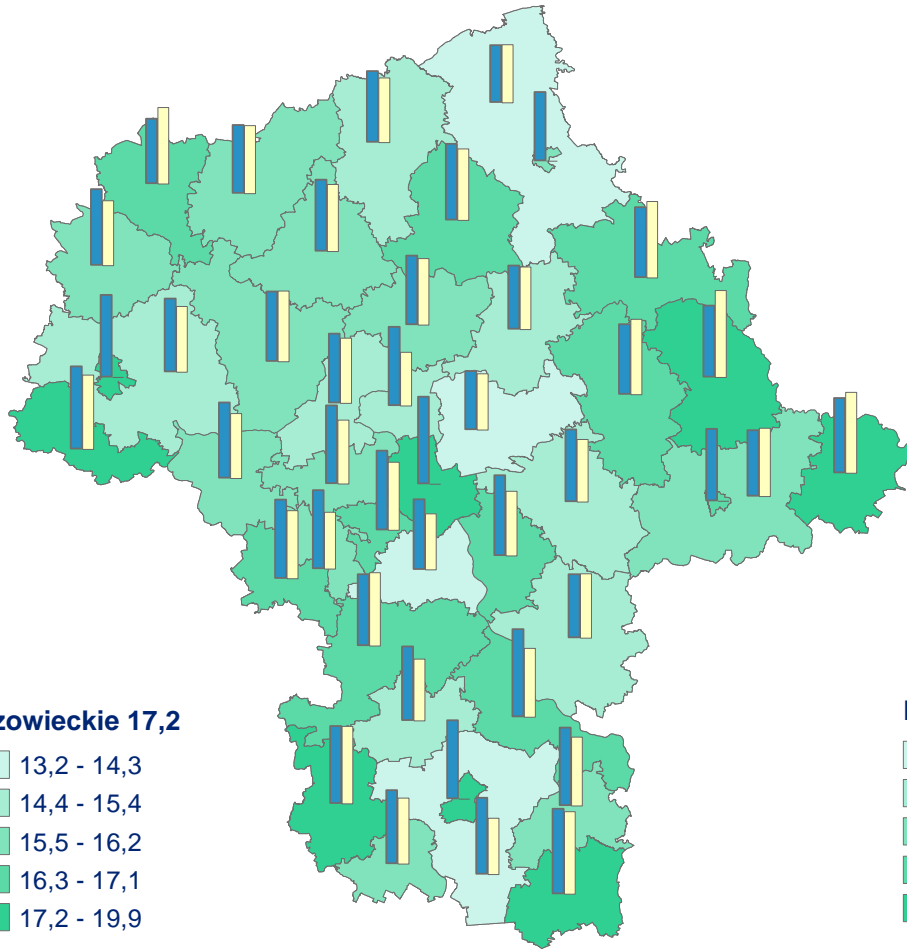 zowieckie 17,2
13,2 - 14,3
14,4 - 15,4
15,5 - 16,2
16,3 - 17,1
17,2 - 19,9